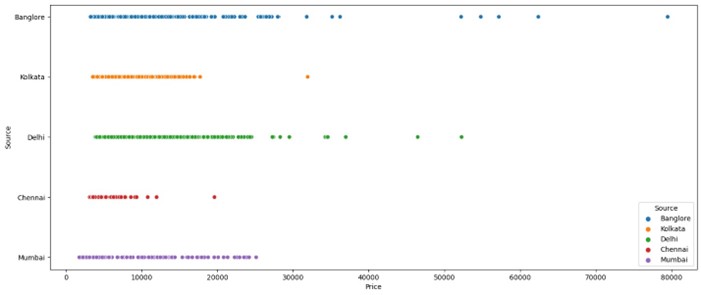 Banglore
Kolkata
Delhi
Chennai
Mumbai
Source
0 10000 20000 30000 40000 50000 60000 70000 80000
Price
Source
Banglore
Kolkata
Delhi
Chennai
Mumbai